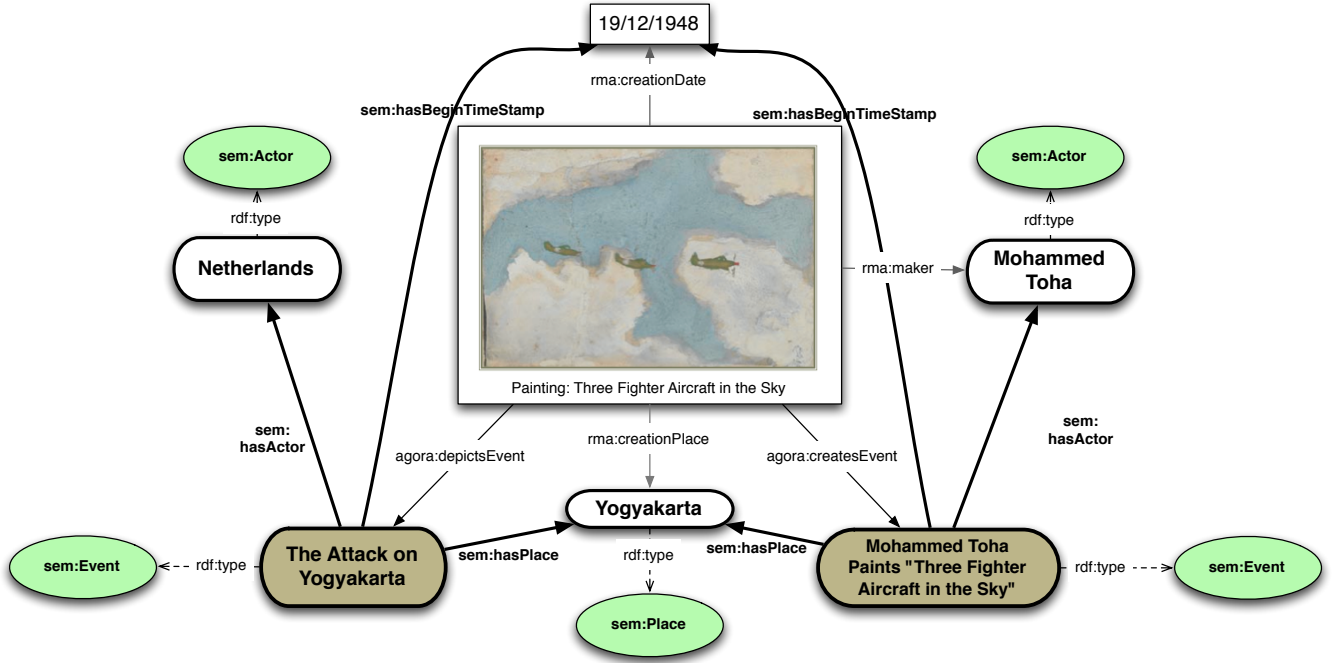 19/12/1948
rma:creationDate
sem:hasBeginTimeStamp
sem:hasBeginTimeStamp
sem:Actor
sem:Actor
rdf:type
rdf:type
Netherlands
rma:maker
Mohammed
Toha
Painting: Three Fighter Aircraft in the Sky
sem:
hasActor
rma:creationPlace
sem:
hasActor
agora:depictsEvent
agora:createsEvent
Yogyakarta
The Attack on
Yogyakarta
sem:hasPlace
rdf:type
sem:hasPlace
Mohammed Toha
Paints "Three Fighter
Aircraft in the Sky"
sem:Event
rdf:type
rdf:type
sem:Event
sem:Place